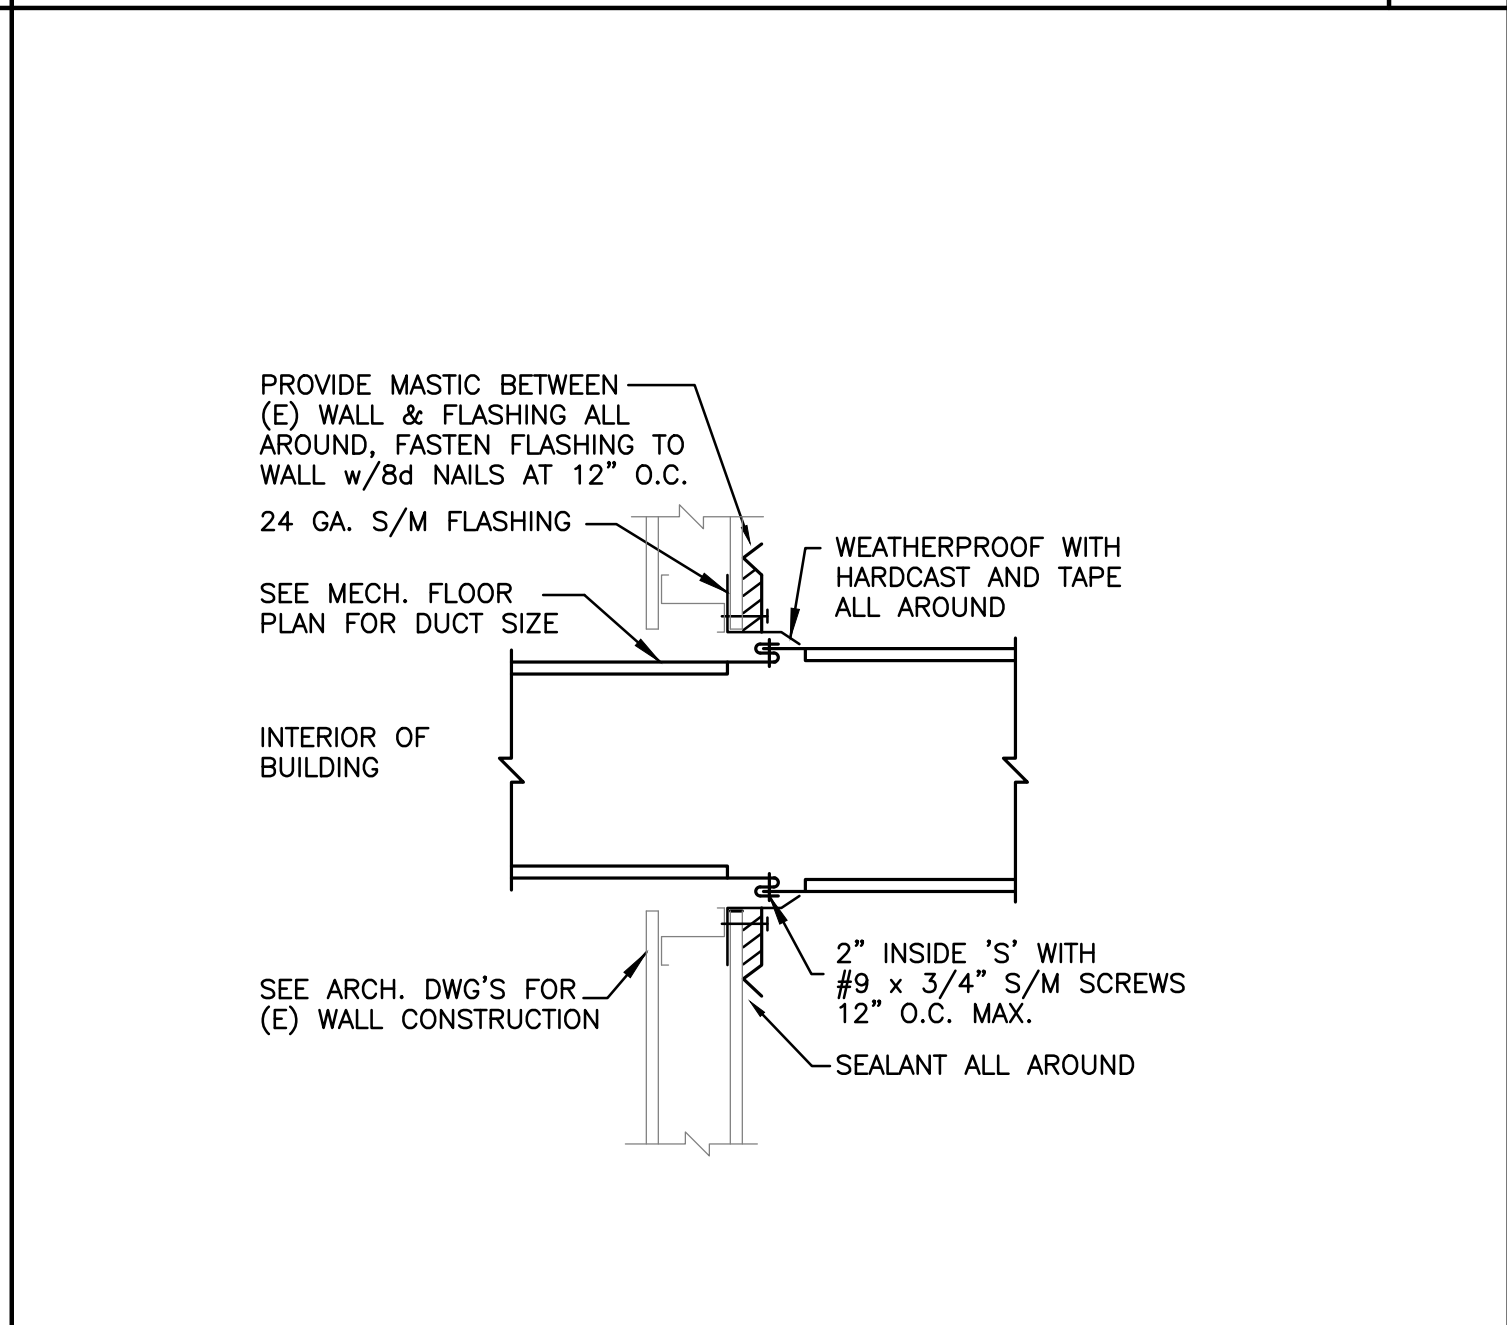 PROVIDE MASTIC BETWEEN
(E) WALL & FLASHING ALL
AROUND, FASTEN FLASHING TO
WALL w/8d NAILS AT 12" O.C.
24 GA. S/M FLASHING
SEE MECH. FLOOR
PLAN FOR DUCT SIZE
WEATHERPROOF WITH
HARDCAST AND TAPE
ALL AROUND
INTERIOR OF
BUILDING
SEE ARCH. DWG'S FOR
(E) WALL CONSTRUCTION
2" INSIDE 'S' WITH
#9 x 3/4" S/M SCREWS
12" O.C. MAX.
SEALANT ALL AROUND